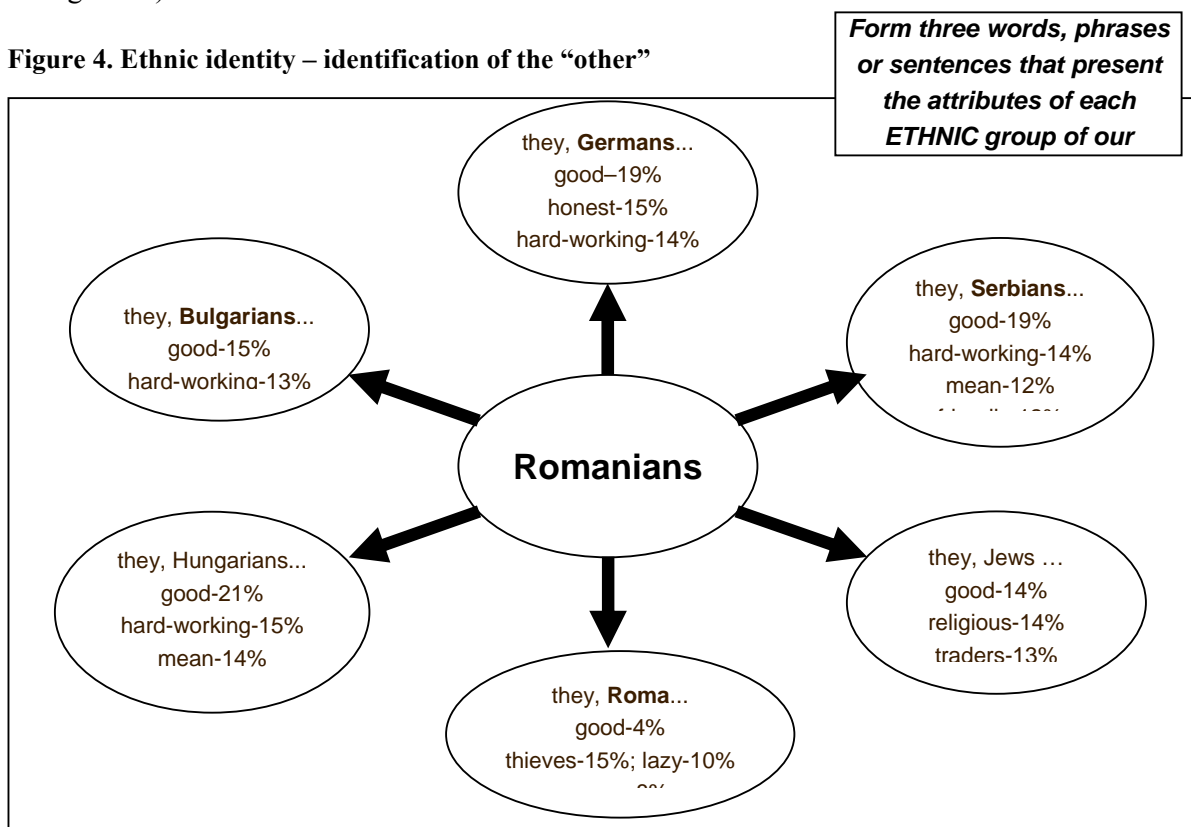 Figure 4. Ethnic identity – identification of the “other”
Form three words, phrases
or sentences that present
the attributes of each
ETHNIC group of our
they, Germans...
good–19%
honest-15%
hard-working-14%
they, Bulgarians...
good-15%
hard-working-13%
they, Serbians...
good-19%
hard-working-14%
mean-12%
Romanians
they, Hungarians...
good-21%
hard-working-15%
mean-14%
they, Jews …
good-14%
religious-14%
traders-13%
they, Roma...
good-4%
thieves-15%; lazy-10%